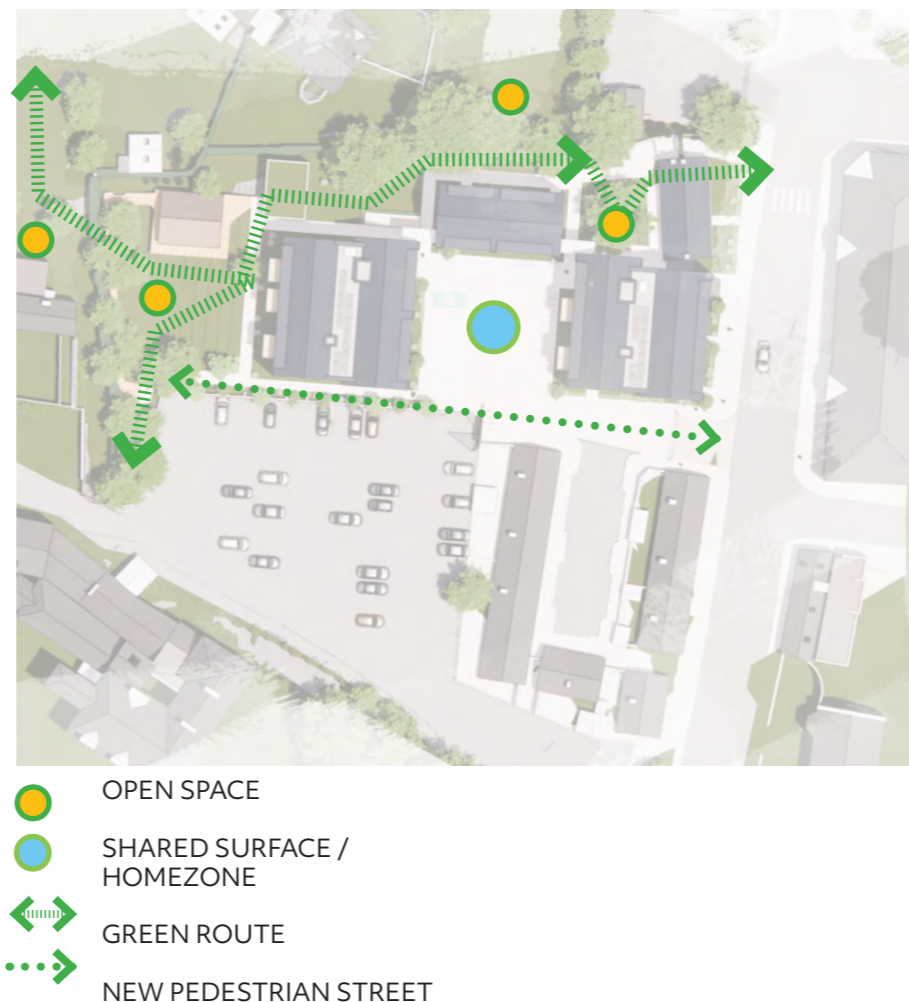 OPEN SPACE
SHARED SURFACE /
HOMEZONE
GREEN ROUTE
NEW PEDESTRIAN STREET